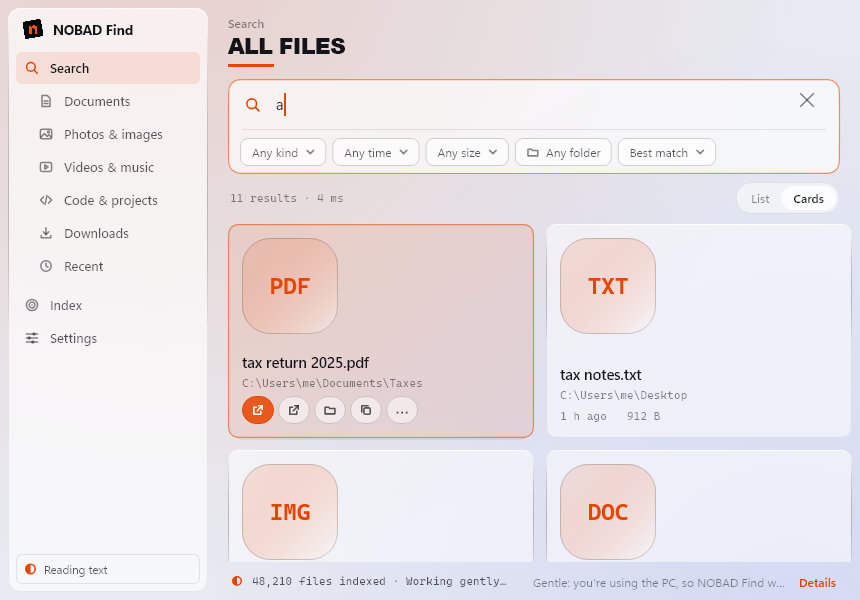 NOBAD Find
Search
Documents
Photos & images
Videos & music
Code & projects
Downloads
Recent
Index
Settings
Reading text
Search
ALL FILES
a
Any kind
Any time
Any size
Any folder
Best match
11 results · 4 ms
List
Cards
PDF
tax return 2025.pdf
C:\Users\me\Documents\Taxes
TXT
tax notes.txt
C:\Users\me\Desktop
1 h ago 912 B
IMG
DOC
48,210 files indexed · Working gently…
Gentle: you're using the PC, so NOBAD Find w…
Details